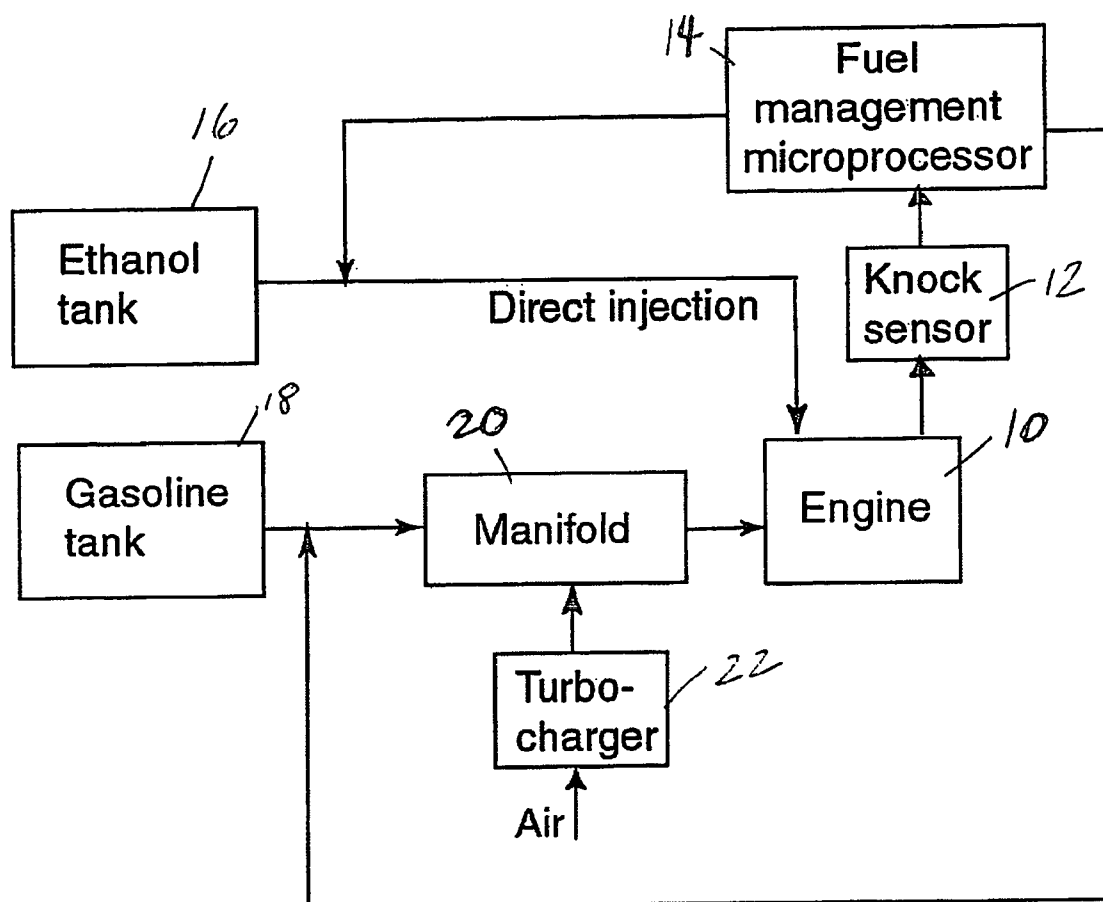 14
Fuel
management
microprocessor
16
Ethanol
tank
Direct injection
Knock
sensor
12
18
Gasoline
tank
20
Manifold
Engine
10
Turbo-
charger
22
Air